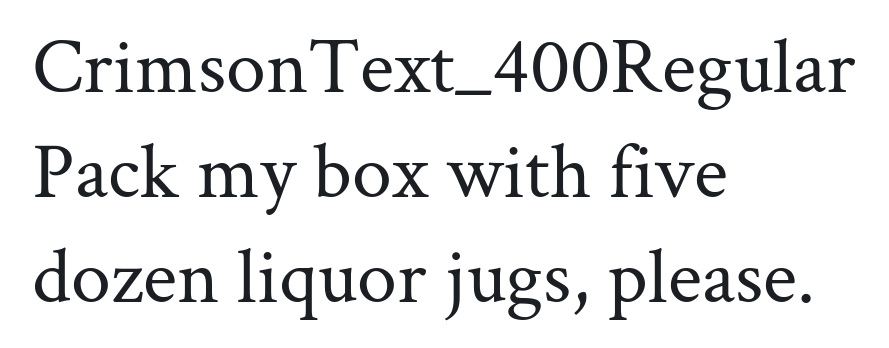 CrimsonText_400Regular
Pack my box with five
dozen liquor jugs, please.